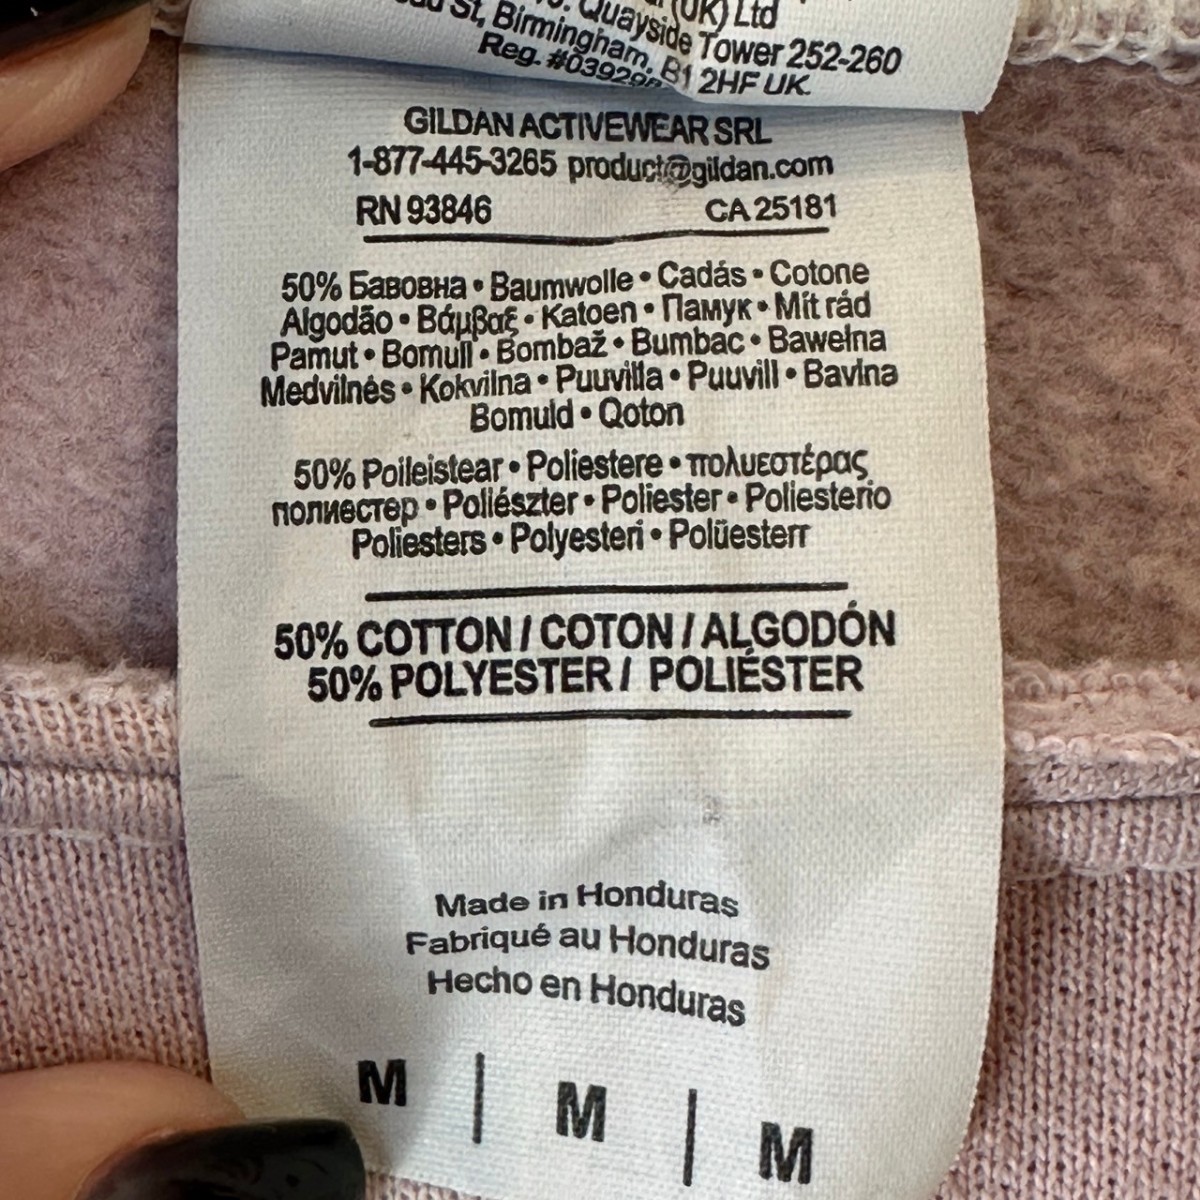 (UK) Ltd
Quayside Tower 252-260
St, Birmingham, B1 2HF UK.
Reg.
GILDAN ACTIVEWEAR SRL
1-877-445-3265 product@gildan.com
RN 93846 CA 25181
50% Бавовна • Baumwolle • Cadás • Cotone
Algodão • Βάμβαξ • Katoen • Памук • Mít rád
Pamut • Bomull • Bombaž • Bumbac • Bawełna
Medvilnės • Kokvilna • Puuvilla • Puuvill • Bavlna
Bomuld • Qoton
50% Poileistear • Poliestere • πολυεστέρας
полиестер • Poliészter • Poliester • Poliesterio
Poliesters • Polyesteri • Polüesterr
50% COTTON / COTON / ALGODÓN
50% POLYESTER / POLIÉSTER
Made in Honduras
Fabriqué au Honduras
Hecho en Honduras
M | M | M